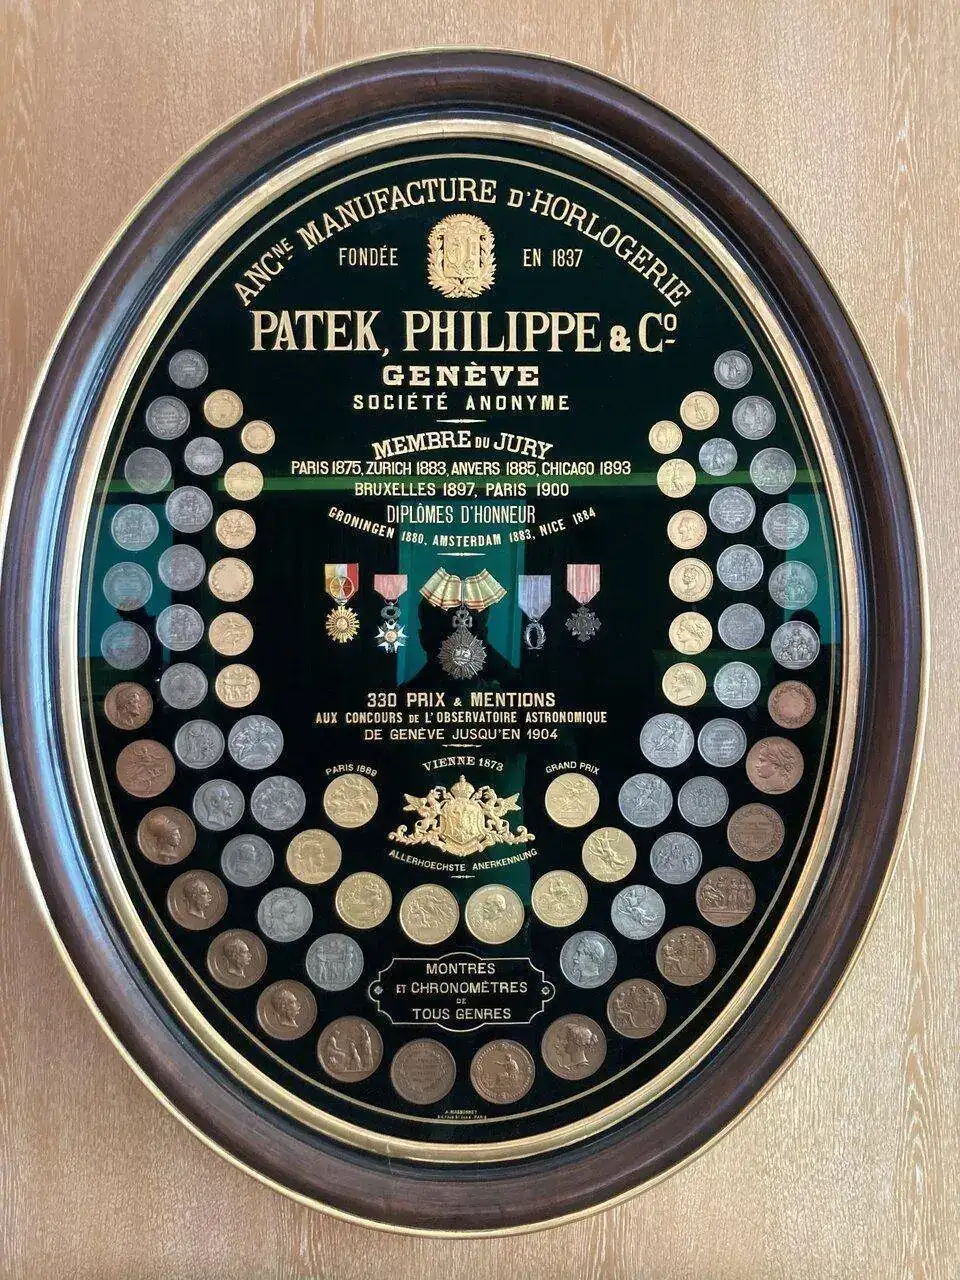 ANCNE MANUFACTURE D'HORLOGERIE
FONDÉE EN 1837
PATEK, PHILIPPE & CO
GENÈVE
SOCIÉTÉ ANONYME
MEMBRE DU JURY
PARIS 1875, ZURICH 1883, ANVERS 1885, CHICAGO 1893
BRUXELLES 1897, PARIS 1900
DIPLÔMES D'HONNEUR
GRONINGEN 1880, AMSTERDAM 1883, NICE 1884
330 PRIX & MENTIONS
AUX CONCOURS DE L'OBSERVATOIRE ASTRONOMIQUE
DE GENÈVE JUSQU'EN 1904
VIENNE 1873
PARIS 1889
GRAND PRIX
ALLERHOECHSTE ANERKENNUNG
MONTRES
ET CHRONOMÈTRES
DE
TOUS GENRES
A. MASSONNET